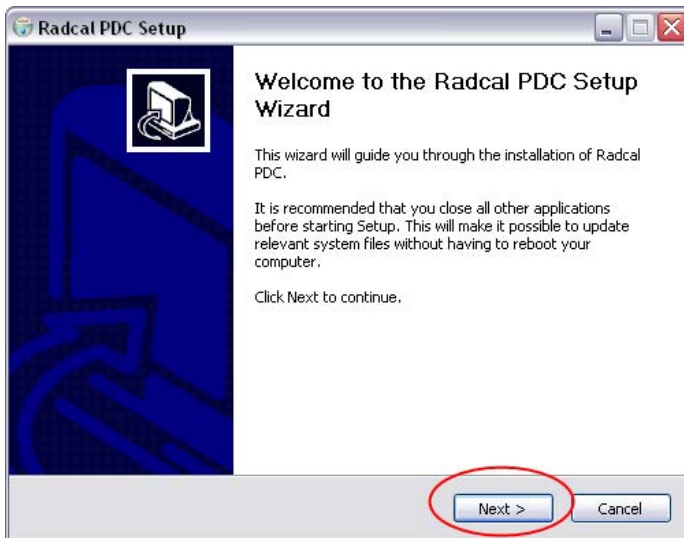 Radcal PDC Setup
Welcome to the Radcal PDC Setup
Wizard
This wizard will guide you through the installation of Radcal
PDC.
It is recommended that you close all other applications
before starting Setup. This will make it possible to update
relevant system files without having to reboot your
computer.
Click Next to continue.
Next >
Cancel